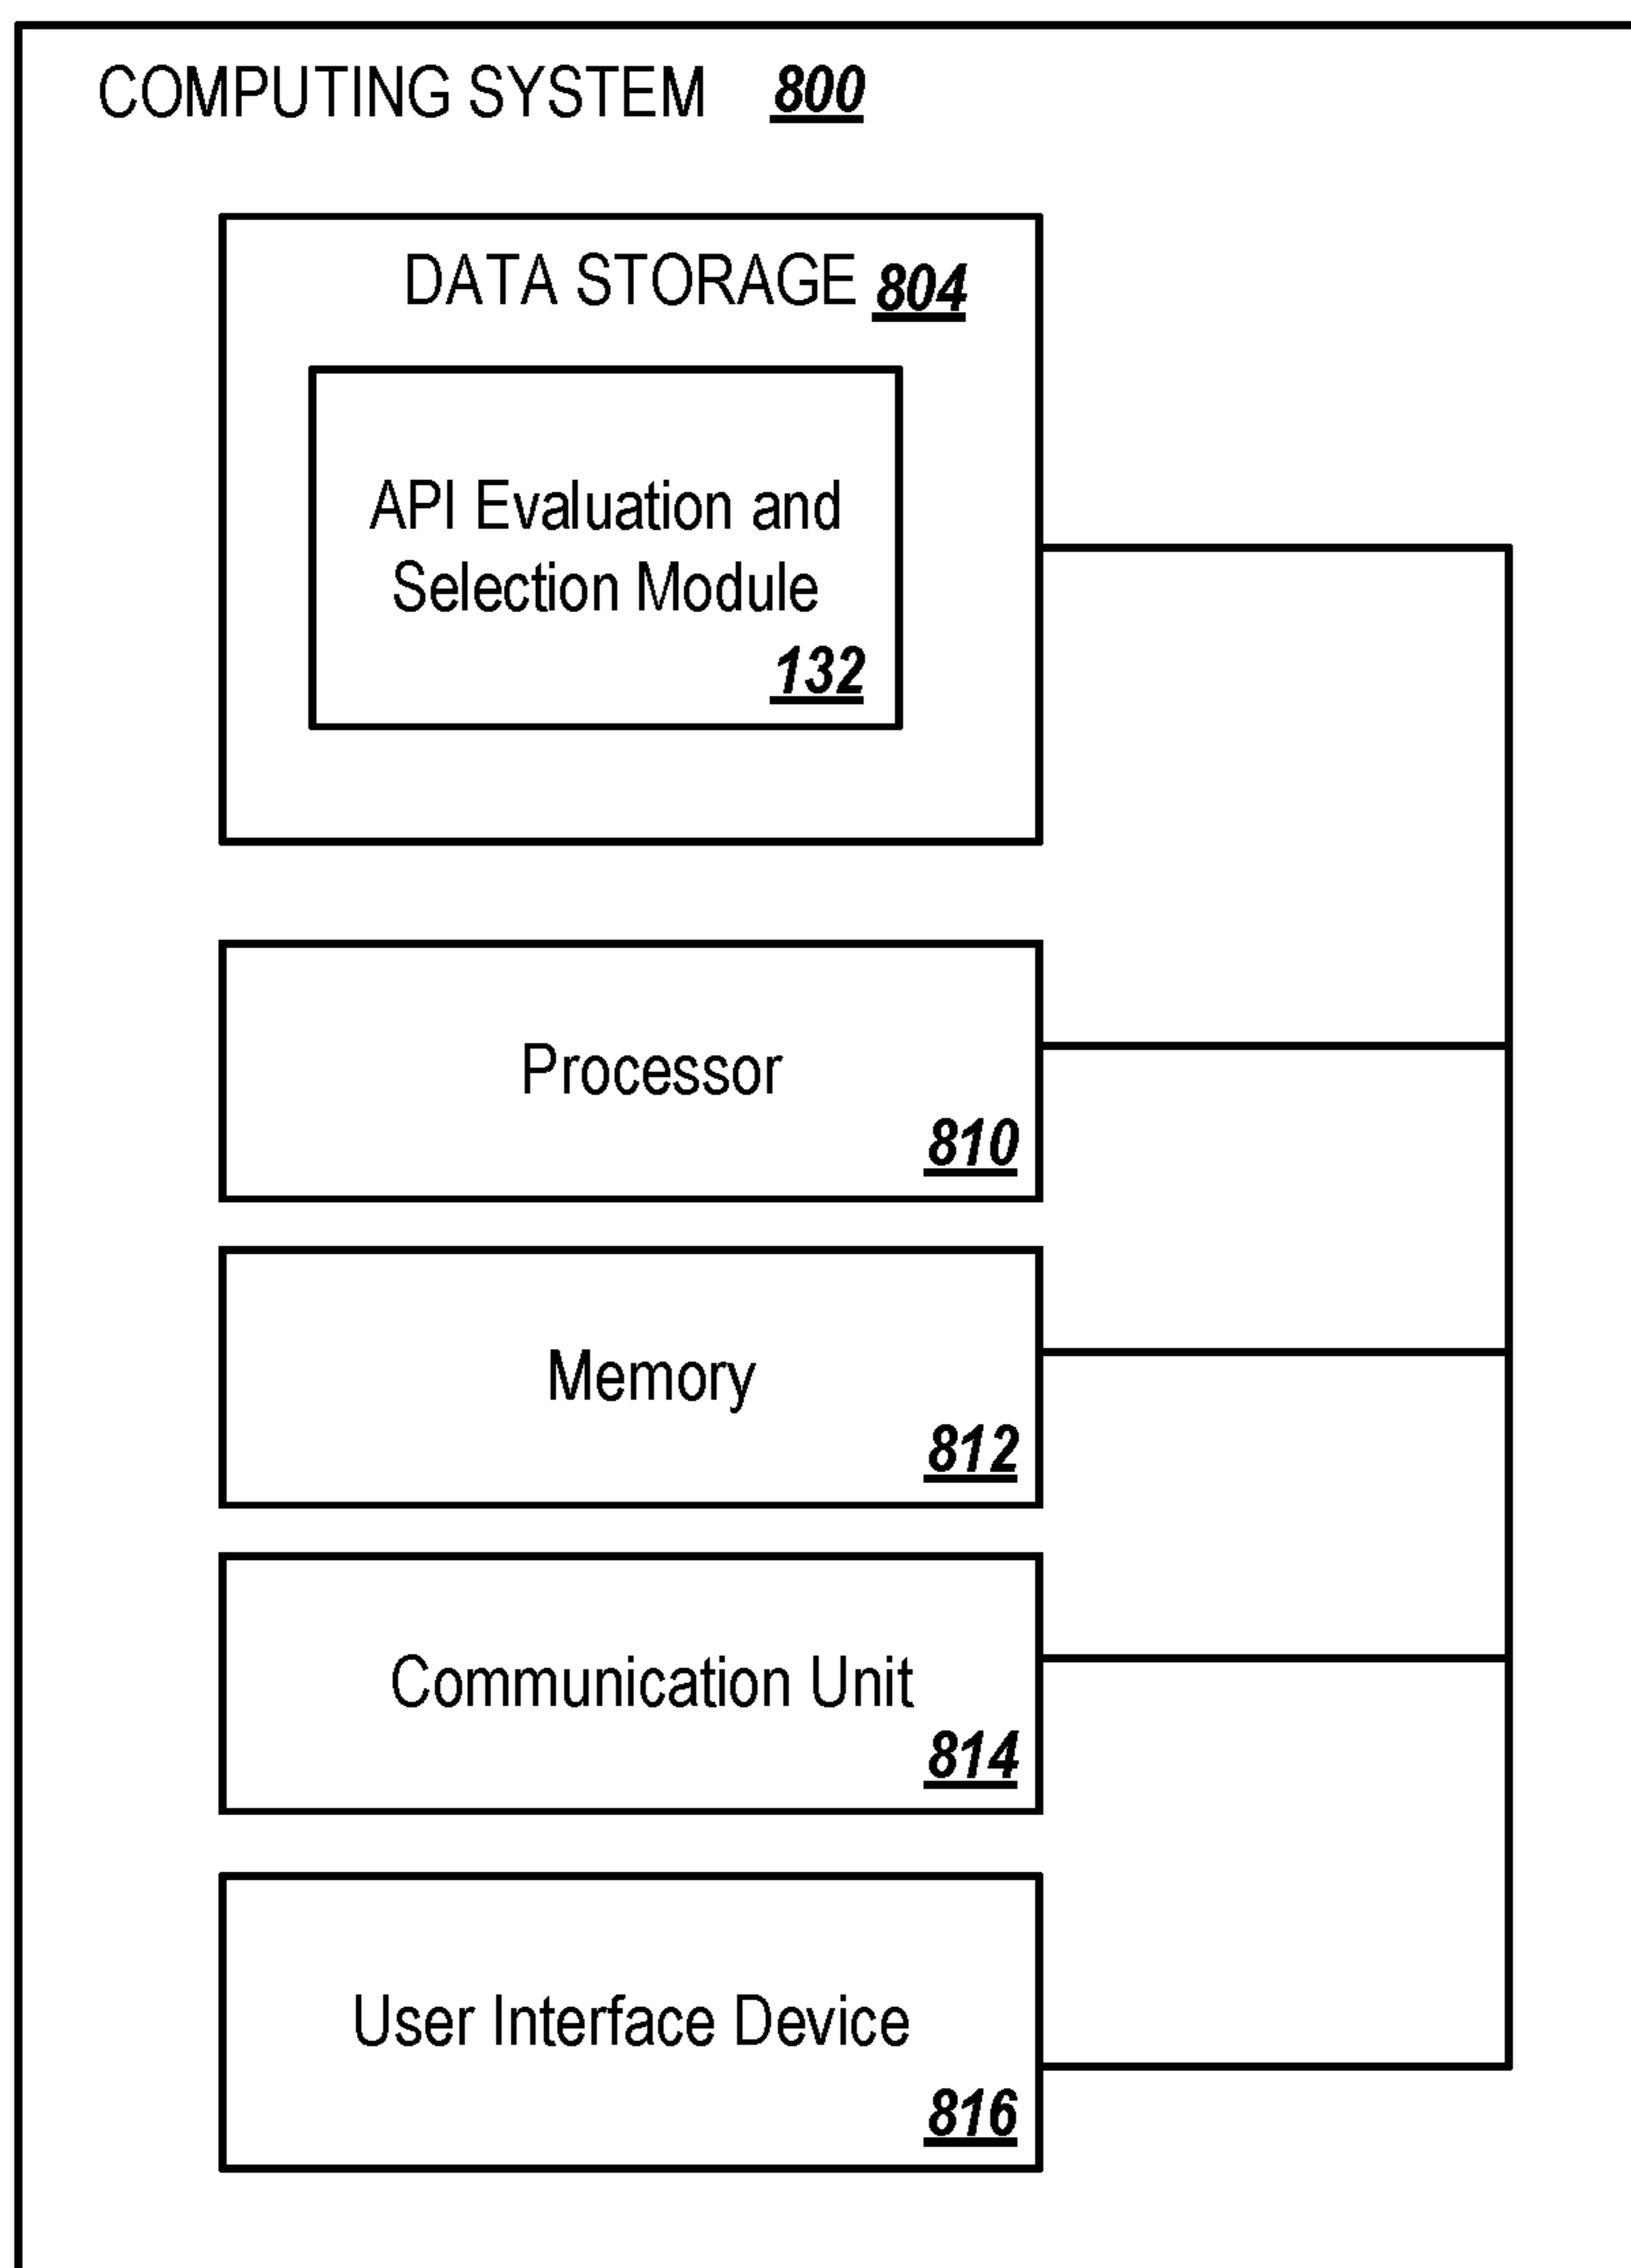 COMPUTING SYSTEM 800
DATA STORAGE 804
API Evaluation and
Selection Module
132
Processor
810
Memory
812
Communication Unit
814
User Interface Device
816